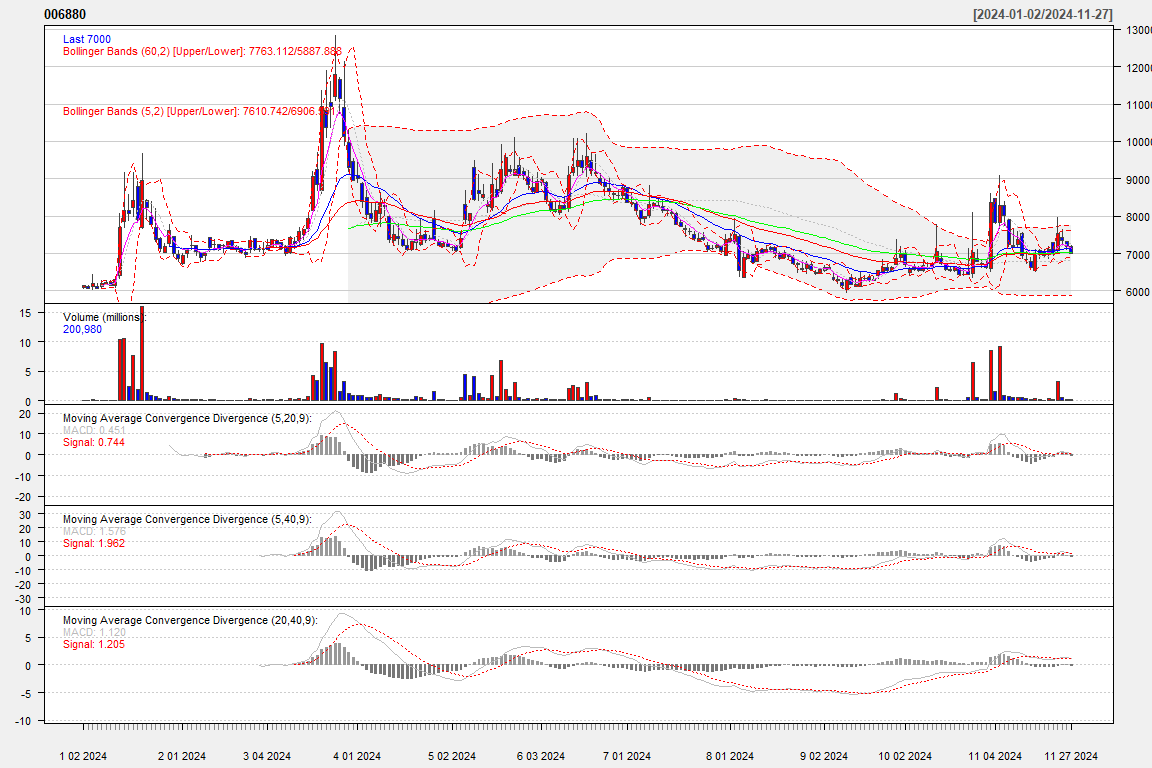 006880 [2024-01-02/2024-11-27]
Last 7000
Bollinger Bands (60,2) [Upper/Lower]: 7763.112/5887.888
Bollinger Bands (5,2) [Upper/Lower]: 7610.742/6906.
13000
12000
11000
10000
9000
8000
7000
6000
Volume (millions):
200,980
15
10
5
0
Moving Average Convergence Divergence (5,20,9):
MACD: 0.451
Signal: 0.744
20
10
0
-10
-20
Moving Average Convergence Divergence (5,40,9):
MACD: 1.576
Signal: 1.962
30
20
10
0
-10
-20
-30
Moving Average Convergence Divergence (20,40,9):
MACD: 1.120
Signal: 1.205
10
5
0
-5
-10
1 02 2024 2 01 2024 3 04 2024 4 01 2024 5 02 2024 6 03 2024 7 01 2024 8 01 2024 9 02 2024 10 02 2024 11 04 2024 11 27 2024